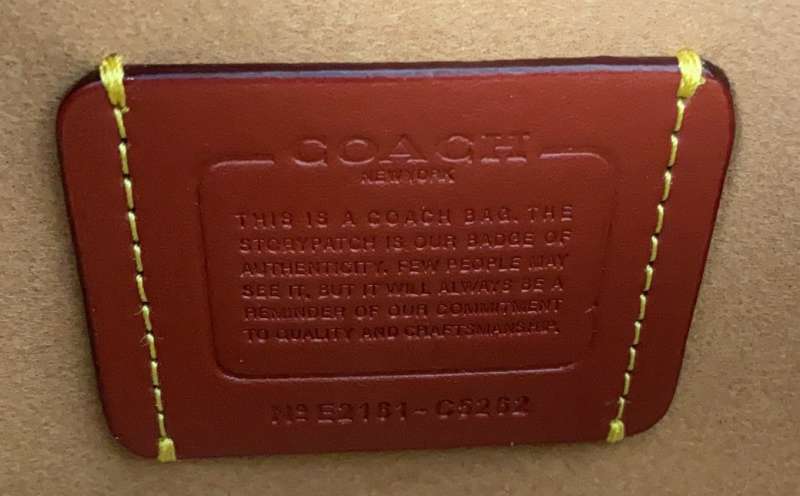 COACH
NEW YORK
THIS IS A COACH BAG. THE
STORYPATCH IS OUR BADGE OF
AUTHENTICITY. FEW PEOPLE MAY
SEE IT, BUT IT WILL ALWAYS BE A
REMINDER OF OUR COMMITMENT
TO QUALITY AND CRAFTSMANSHIP.
Nº E2161-C5262